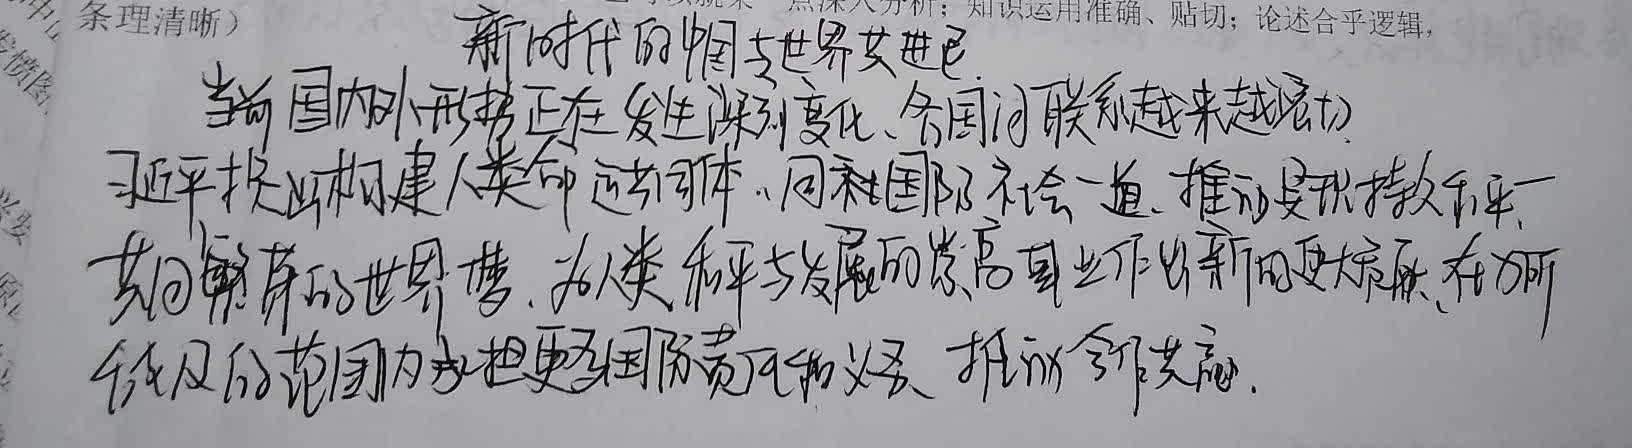 点深入分析；知识运用准确、贴切；论述合乎逻辑，
条理清晰）
新时代的中国与世界共进
当前国内外形势正在发生深刻变化、各国间联系越来越密切
习近平提出构建人类命运共同体、同国际社会一道、推动持久和平、
共同繁荣的世界梦、为人类和平与发展的崇高事业作出新的更大贡献、在力所
能及的范围内承担更多国际责任和义务、推动合作共赢.